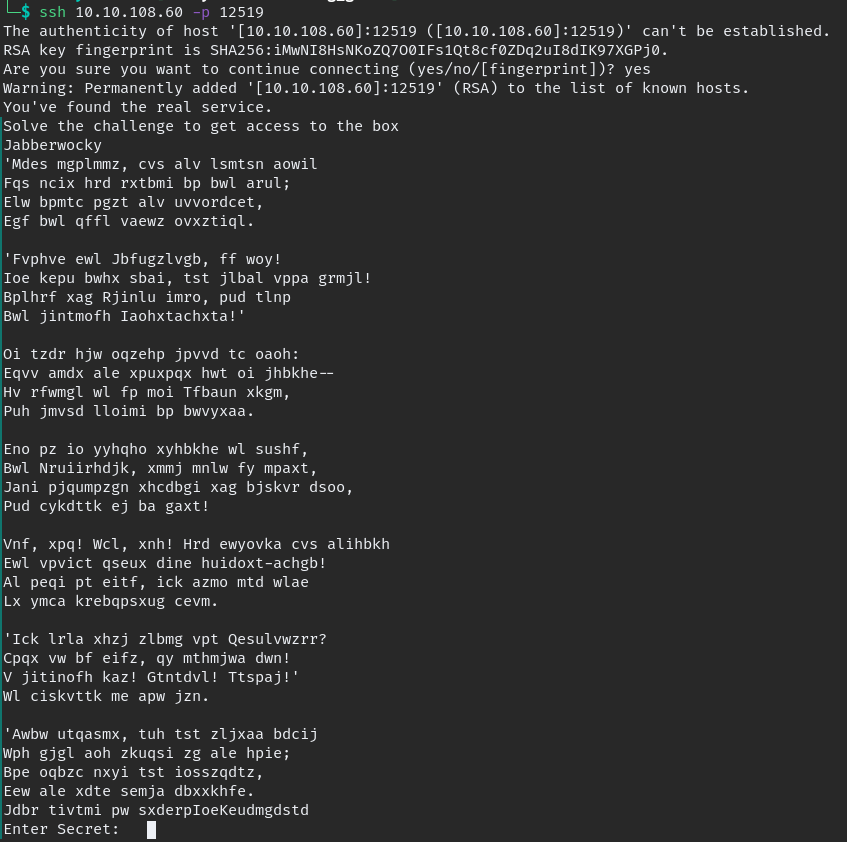 └─$ ssh 10.10.108.60 -p 12519
The authenticity of host '[10.10.108.60]:12519 ([10.10.108.60]:12519)' can't be established.
RSA key fingerprint is SHA256:iMwNI8HsNKoZQ7O0IFs1Qt8cf0ZDq2uI8dIK97XGPj0.
Are you sure you want to continue connecting (yes/no/[fingerprint])? yes
Warning: Permanently added '[10.10.108.60]:12519' (RSA) to the list of known hosts.
You've found the real service.
Solve the challenge to get access to the box
Jabberwocky
'Mdes mgplmmz, cvs alv lsmtsn aowil
Fqs ncix hrd rxtbmi bp bwl arul;
Elw bpmtc pgzt alv uvvordcet,
Egf bwl qffl vaewz ovxztiql.

'Fvphve ewl Jbfugzlvgb, ff woy!
Ioe kepu bwhx sbai, tst jlbal vppa grmjl!
Bplhrf xag Rjinlu imro, pud tlnp
Bwl jintmofh Iaohxtachxta!'

Oi tzdr hjw oqzehp jpvvd tc oaoh:
Eqvv amdx ale xpuxpqx hwt oi jhbkhe--
Hv rfwmgl wl fp moi Tfbaun xkgm,
Puh jmvsd lloimi bp bwvyxaa.

Eno pz io yyhqho xyhbkhe wl sushf,
Bwl Nruiirhdjk, xmmj mnlw fy mpaxt,
Jani pjqumpzgn xhcdbgi xag bjskvr dsoo,
Pud cykdttk ej ba gaxt!

Vnf, xpq! Wcl, xnh! Hrd ewyovka cvs alihbkh
Ewl vpvict qseux dine huidoxt-achgb!
Al peqi pt eitf, ick azmo mtd wlae
Lx ymca krebqpsxug cevm.

'Ick lrla xhzj zlbmg vpt Qesulvwzrr?
Cpqx vw bf eifz, qy mthmjwa dwn!
V jitinofh kaz! Gtntdvl! Ttspaj!'
Wl ciskvttk me apw jzn.

'Awbw utqasmx, tuh tst zljxaa bdcij
Wph gjgl aoh zkuqsi zg ale hpie;
Bpe oqbzc nxyi tst iosszqdtz,
Eew ale xdte semja dbxxkhfe.
Jdbr tivtmi pw sxderpIoeKeudmgdstd
Enter Secret: